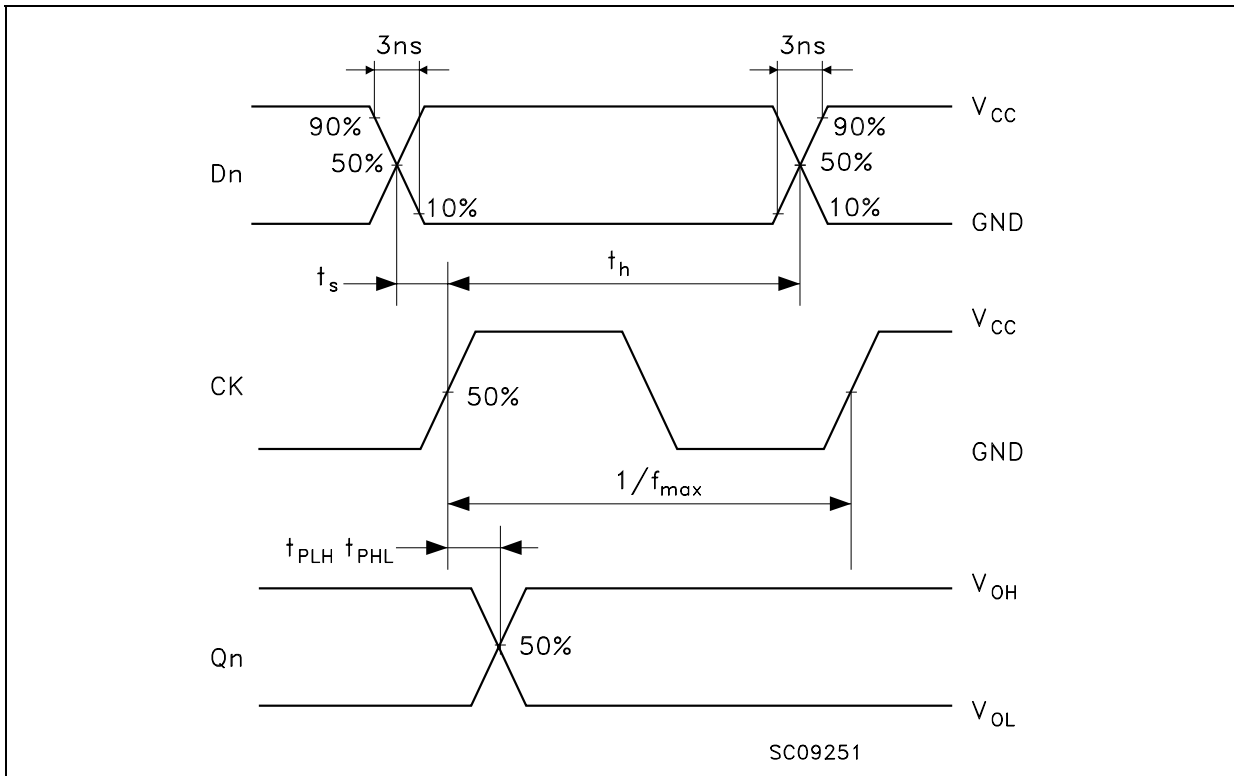 3ns 3ns
V_CC
90% 90%
Dn 50% 50%
10% 10%
GND
t_s t_h
V_CC
CK 50%
GND
1/f_max
t_PLH t_PHL
V_OH
Qn 50%
V_OL
SC09251